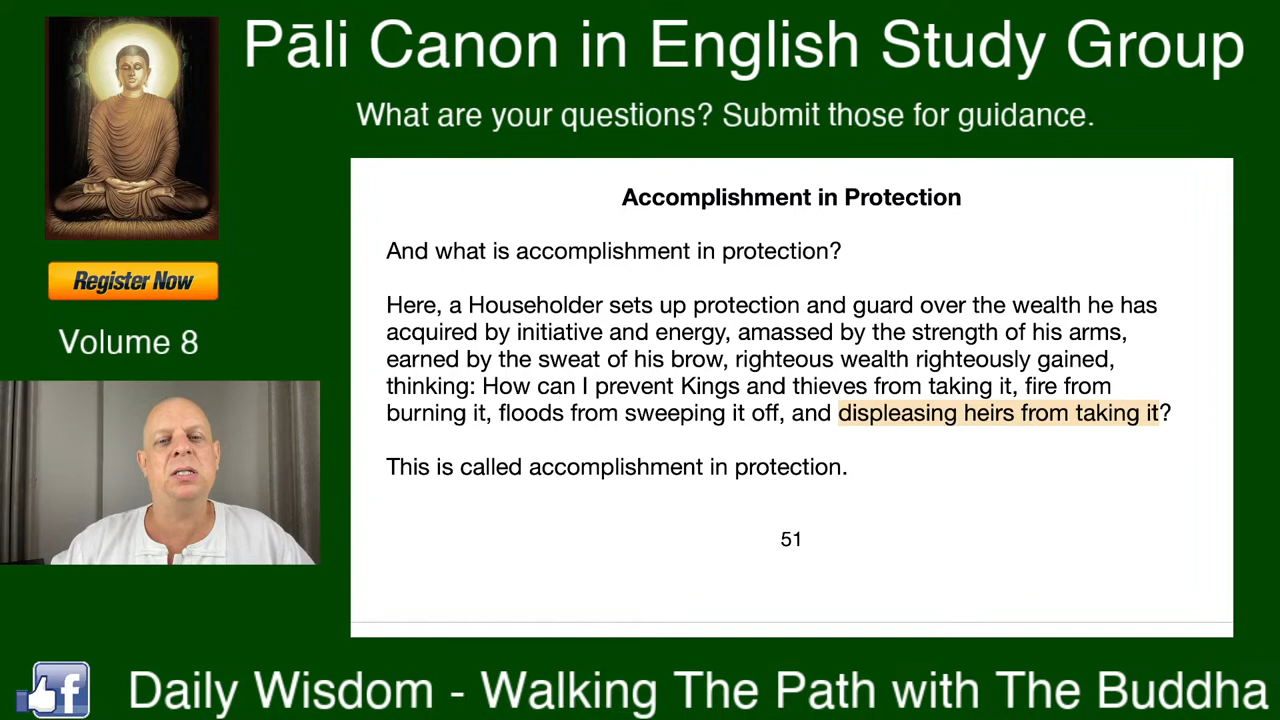 Pāli Canon in English Study Group
What are your questions? Submit those for guidance.
Register Now
Volume 8
Accomplishment in Protection
And what is accomplishment in protection?
Here, a Householder sets up protection and guard over the wealth he has
acquired by initiative and energy, amassed by the strength of his arms,
earned by the sweat of his brow, righteous wealth righteously gained,
thinking: How can I prevent Kings and thieves from taking it, fire from
burning it, floods from sweeping it off, and displeasing heirs from taking it?
This is called accomplishment in protection.
51
f
Daily Wisdom - Walking The Path with The Buddha